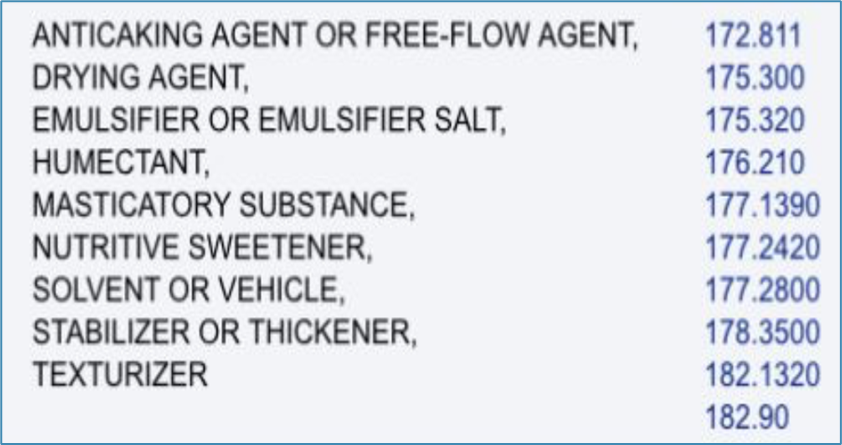 ANTICAKING AGENT OR FREE-FLOW AGENT, 172.811
DRYING AGENT, 175.300
EMULSIFIER OR EMULSIFIER SALT, 175.320
HUMECTANT, 176.210
MASTICATORY SUBSTANCE, 177.1390
NUTRITIVE SWEETENER, 177.2420
SOLVENT OR VEHICLE, 177.2800
STABILIZER OR THICKENER, 178.3500
TEXTURIZER 182.1320
182.90